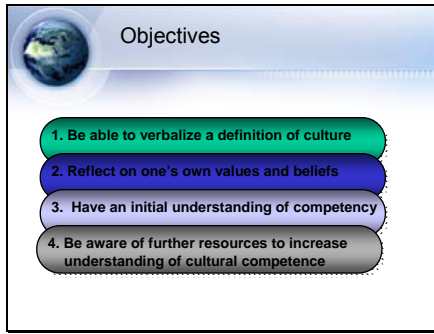 Objectives
1. Be able to verbalize a definition of culture
2. Reflect on one's own values and beliefs
3. Have an initial understanding of competency
4. Be aware of further resources to increase
understanding of cultural competence